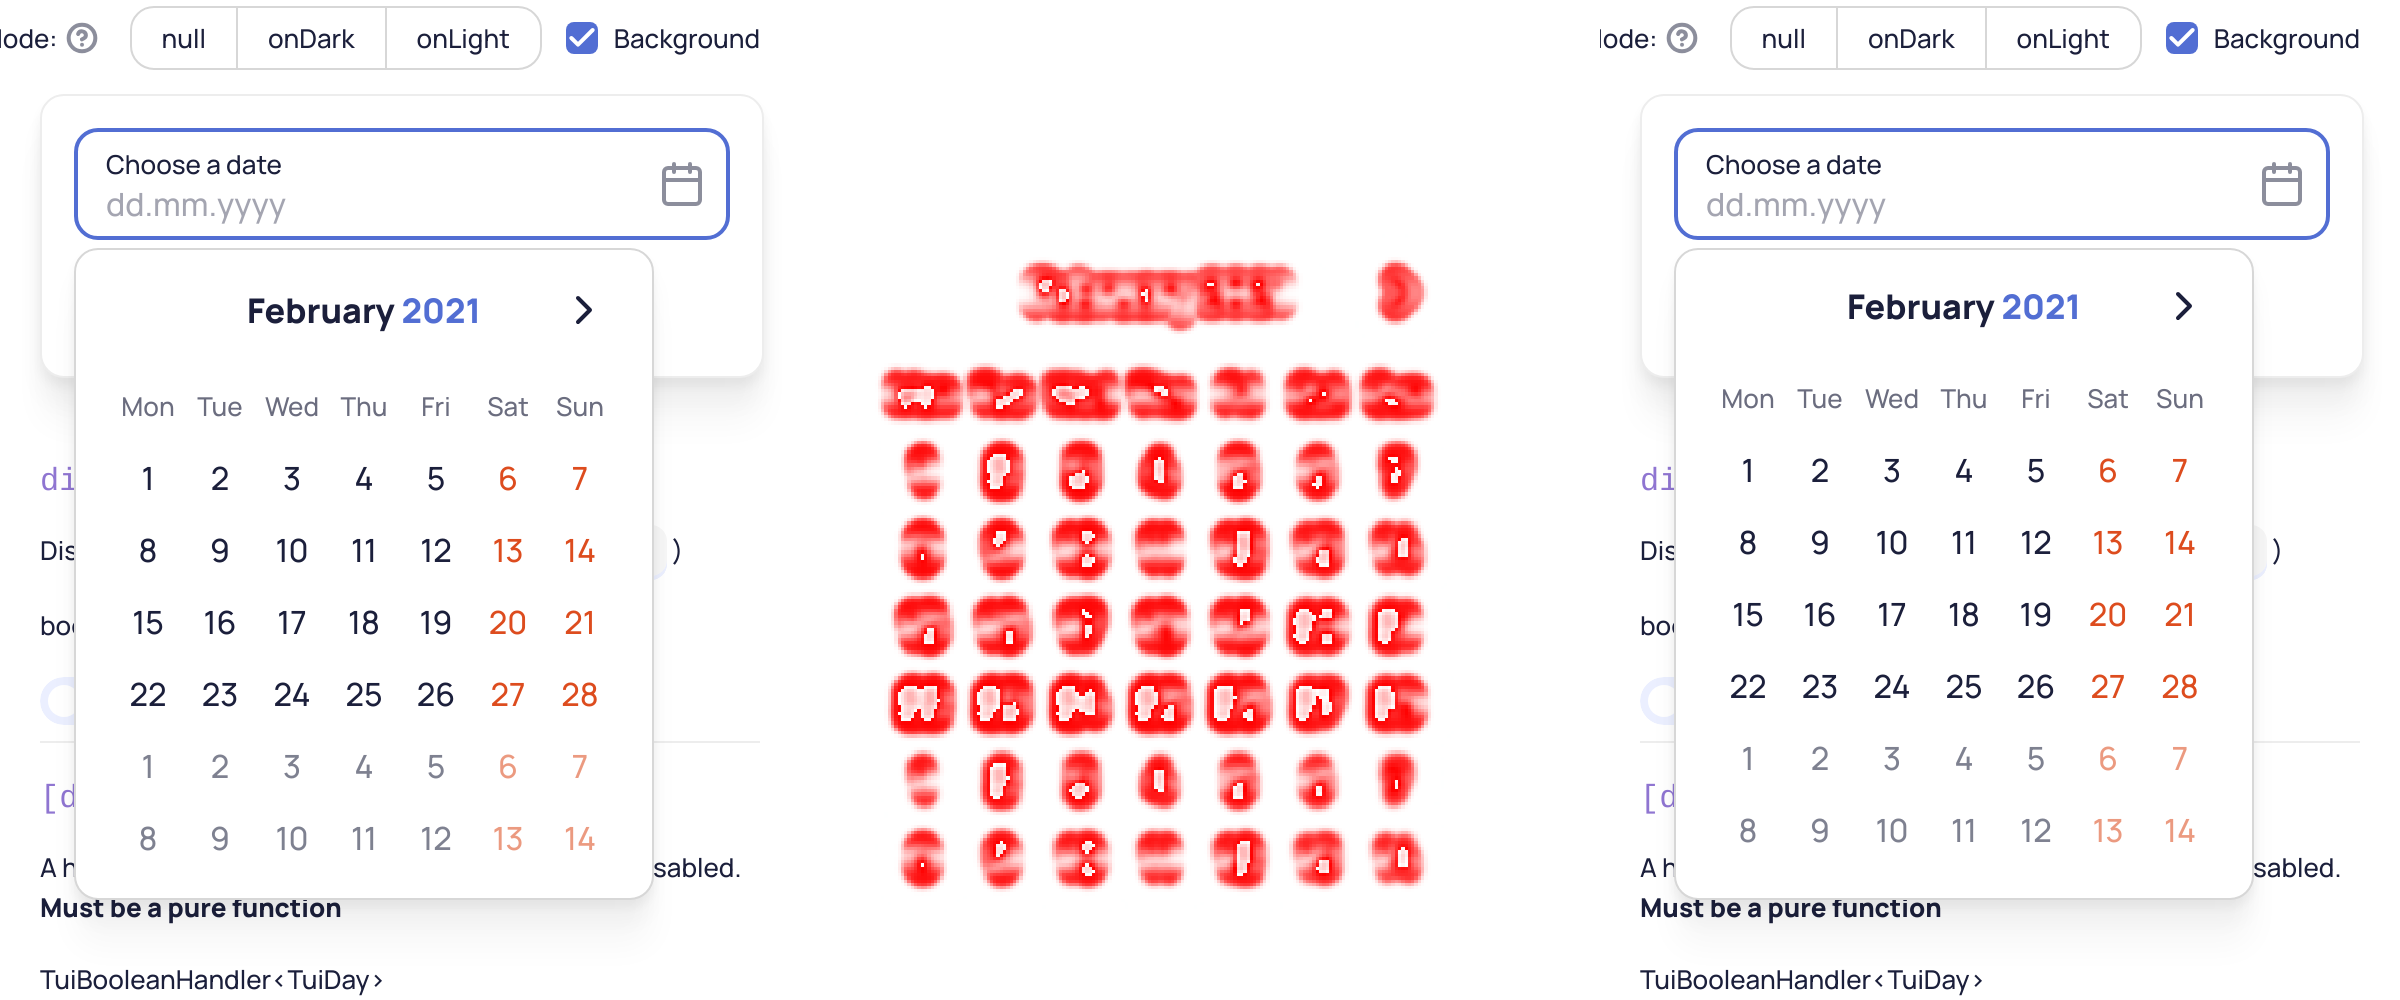 lode: null onDark onLight Background
Choose a date
dd.mm.yyyy
February 2021
Mon Tue Wed Thu Fri Sat Sun
1 2 3 4 5 6 7
8 9 10 11 12 13 14
15 16 17 18 19 20 21
22 23 24 25 26 27 28
1 2 3 4 5 6 7
8 9 10 11 12 13 14
di
Dis )
boo
[d
A h sabled.
Must be a pure function
TuiBooleanHandler<TuiDay>
lode: null onDark onLight Background
Choose a date
dd.mm.yyyy
February 2021
Mon Tue Wed Thu Fri Sat Sun
1 2 3 4 5 6 7
8 9 10 11 12 13 14
15 16 17 18 19 20 21
22 23 24 25 26 27 28
1 2 3 4 5 6 7
8 9 10 11 12 13 14
di
Dis )
boo
[d
A h sabled.
Must be a pure function
TuiBooleanHandler<TuiDay>